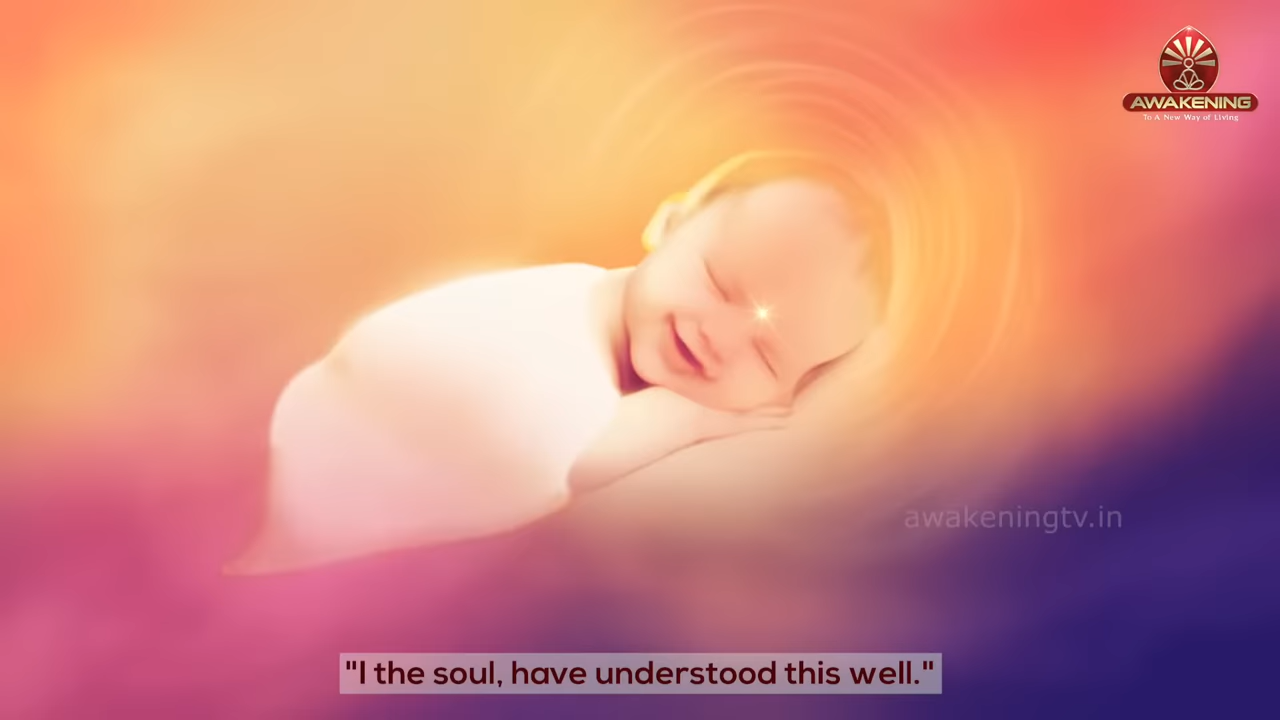 AWAKENING
To A New Way of Living
awakeningtv.in
"I the soul, have understood this well."